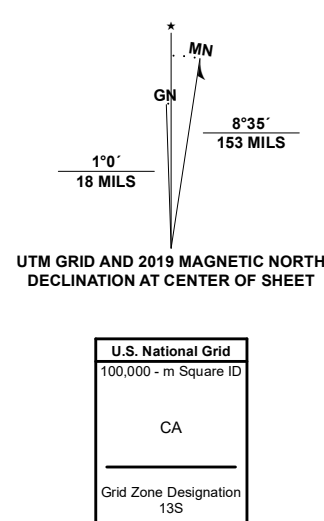 ★
MN
GN
8°35´
153 MILS
1°0´
18 MILS
UTM GRID AND 2019 MAGNETIC NORTH
DECLINATION AT CENTER OF SHEET
U.S. National Grid
100,000 - m Square ID
CA
Grid Zone Designation
13S